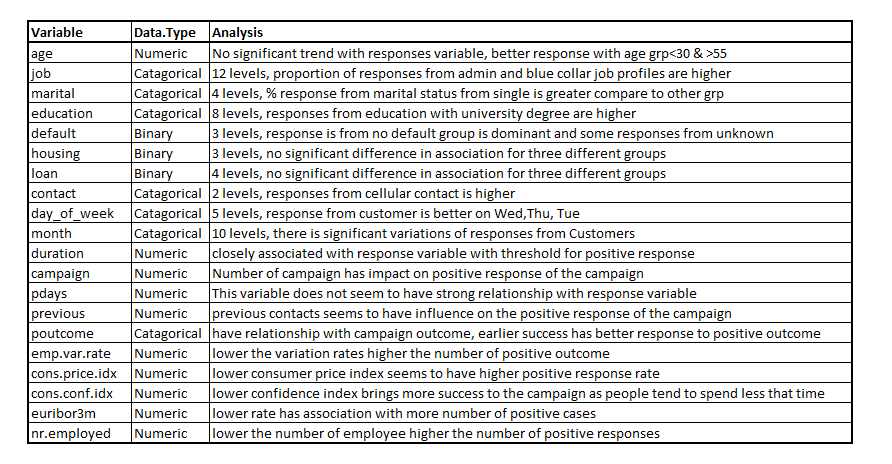 Variable Data.Type Analysis
age Numeric No significant trend with responses variable, better response with age grp<30 & >55
job Catagorical 12 levels, proportion of responses from admin and blue collar job profiles are higher
marital Catagorical 4 levels, % response from marital status from single is greater compare to other grp
education Catagorical 8 levels, responses from education with university degree are higher
default Binary 3 levels, response is from no default group is dominant and some responses from unknown
housing Binary 3 levels, no significant difference in association for three different groups
loan Binary 4 levels, no significant difference in association for three different groups
contact Catagorical 2 levels, responses from cellular contact is higher
day_of_week Catagorical 5 levels, response from customer is better on Wed,Thu, Tue
month Catagorical 10 levels, there is significant variations of responses from Customers
duration Numeric closely associated with response variable with threshold for positive response
campaign Numeric Number of campaign has impact on positive response of the campaign
pdays Numeric This variable does not seem to have strong relationship with response variable
previous Numeric previous contacts seems to have influence on the positive response of the campaign
poutcome Catagorical have relationship with campaign outcome, earlier success has better response to positive outcome
emp.var.rate Numeric lower the variation rates higher the number of positive outcome
cons.price.idx Numeric lower consumer price index seems to have higher positive response rate
cons.conf.idx Numeric lower confidence index brings more success to the campaign as people tend to spend less that time
euribor3m Numeric lower rate has association with more number of positive cases
nr.employed Numeric lower the number of employee higher the number of positive responses